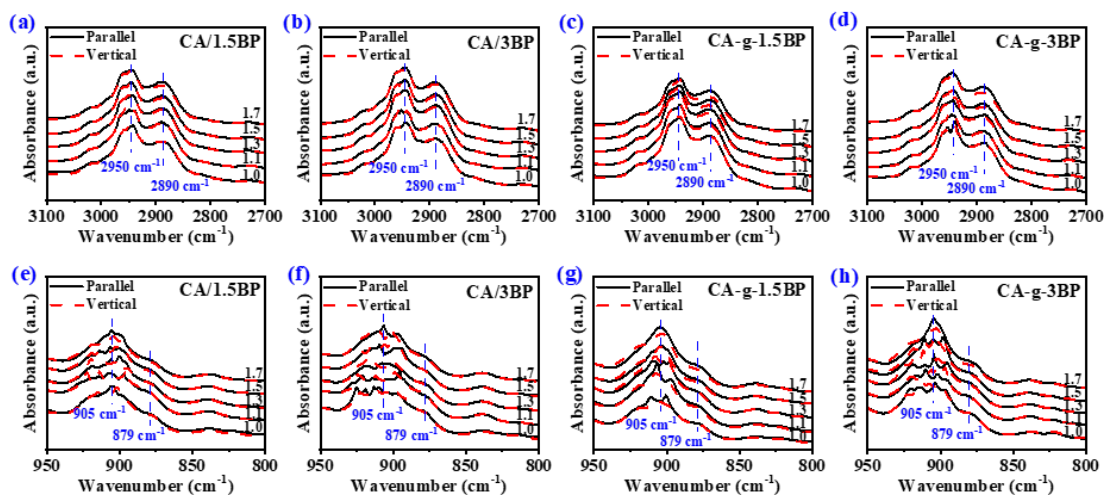 (a)
CA/1.5BP
Parallel
Vertical
Absorbance (a.u.)
1.7
1.5
1.3
1.1
1.0
2950 cm-1
2890 cm-1
3100 3000 2900 2800 2700
Wavenumber (cm-1)
(b)
CA/3BP
Parallel
Vertical
Absorbance (a.u.)
1.7
1.5
1.3
1.1
1.0
2950 cm-1
2890 cm-1
3100 3000 2900 2800 2700
Wavenumber (cm-1)
(c)
CA-g-1.5BP
Parallel
Vertical
Absorbance (a.u.)
1.7
1.5
1.3
1.1
1.0
2950 cm-1
2890 cm-1
3100 3000 2900 2800 2700
Wavenumber (cm-1)
(d)
CA-g-3BP
Parallel
Vertical
Absorbance (a.u.)
1.7
1.5
1.3
1.1
1.0
2950 cm-1
2890 cm-1
3100 3000 2900 2800 2700
Wavenumber (cm-1)
(e)
CA/1.5BP
Parallel
Vertical
Absorbance (a.u.)
1.7
1.5
1.3
1.1
1.0
905 cm-1
879 cm-1
950 900 850 800
Wavenumber (cm-1)
(f)
CA/3BP
Parallel
Vertical
Absorbance (a.u.)
1.7
1.5
1.3
1.1
1.0
905 cm-1
879 cm-1
950 900 850 800
Wavenumber (cm-1)
(g)
CA-g-1.5BP
Parallel
Vertical
Absorbance (a.u.)
1.7
1.5
1.3
1.1
1.0
905 cm-1
879 cm-1
950 900 850 800
Wavenumber (cm-1)
(h)
CA-g-3BP
Parallel
Vertical
Absorbance (a.u.)
1.7
1.5
1.3
1.1
1.0
905 cm-1
879 cm-1
950 900 850 800
Wavenumber (cm-1)